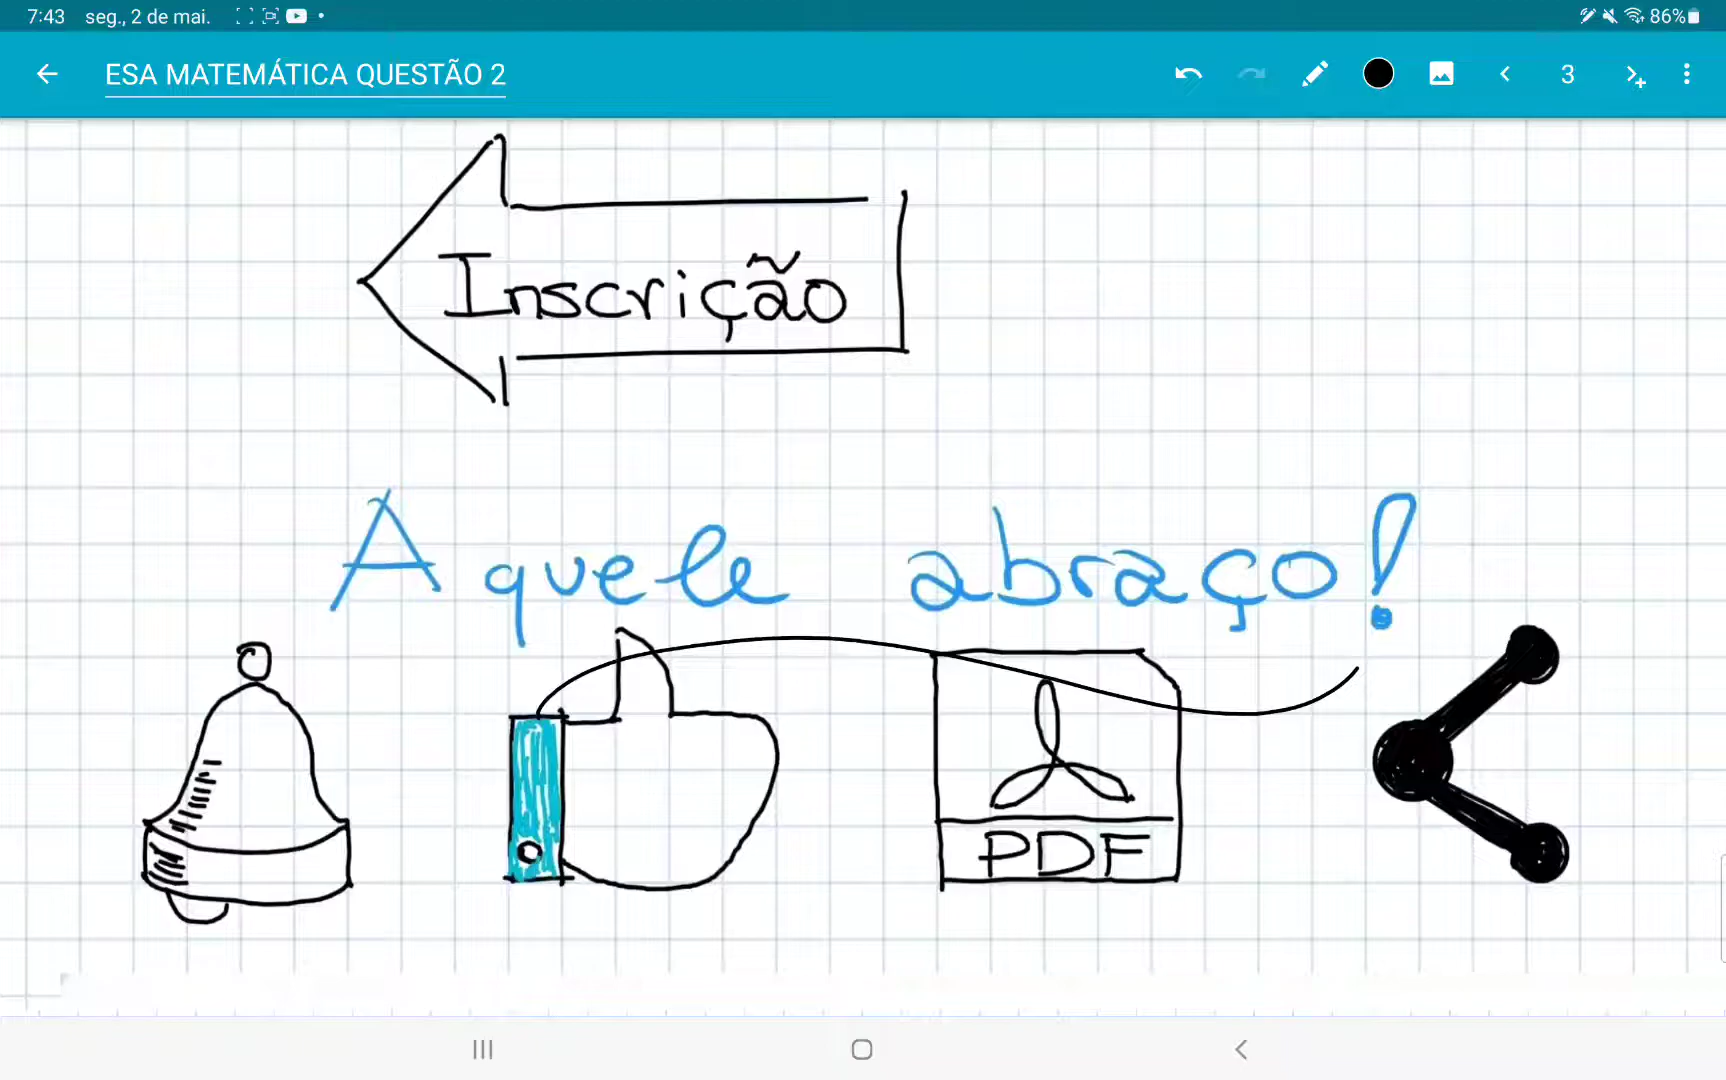 7:43 seg., 2 de mai. 86%
ESA MATEMÁTICA QUESTÃO 2 3
Inscrição
Aquele abraço!
PDF